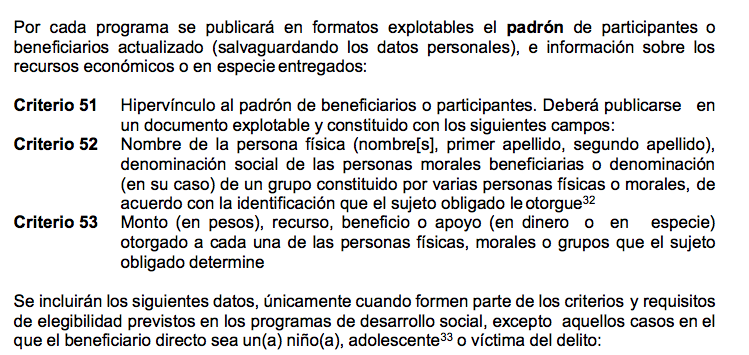 Por cada programa se publicará en formatos explotables el padrón de participantes o
beneficiarios actualizado (salvaguardando los datos personales), e información sobre los
recursos económicos o en especie entregados:
Criterio 51 Hipervínculo al padrón de beneficiarios o participantes. Deberá publicarse en
un documento explotable y constituido con los siguientes campos:
Criterio 52 Nombre de la persona física (nombre[s], primer apellido, segundo apellido),
denominación social de las personas morales beneficiarias o denominación
(en su caso) de un grupo constituido por varias personas físicas o morales, de
acuerdo con la identificación que el sujeto obligado le otorgue32
Criterio 53 Monto (en pesos), recurso, beneficio o apoyo (en dinero o en especie)
otorgado a cada una de las personas físicas, morales o grupos que el sujeto
obligado determine
Se incluirán los siguientes datos, únicamente cuando formen parte de los criterios y requisitos
de elegibilidad previstos en los programas de desarrollo social, excepto aquellos casos en el
que el beneficiario directo sea un(a) niño(a), adolescente33 o víctima del delito: